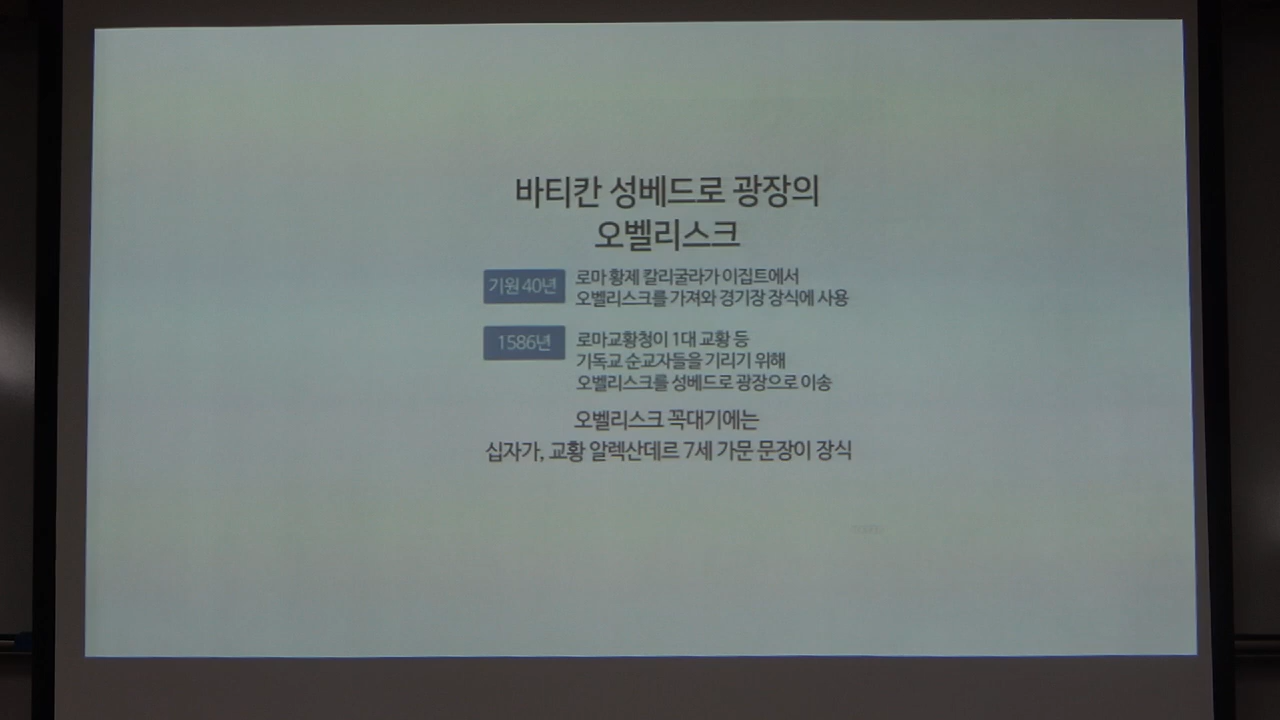 바티칸 성베드로 광장의
오벨리스크
기원 40년
로마 황제 칼리굴라가 이집트에서
오벨리스크를 가져와 경기장 장식에 사용
1586년
로마교황청이 1대 교황 등
기독교 순교자들을 기리기 위해
오벨리스크를 성베드로 광장으로 이송
오벨리스크 꼭대기에는
십자가, 교황 알렉산데르 7세 가문 문장이 장식